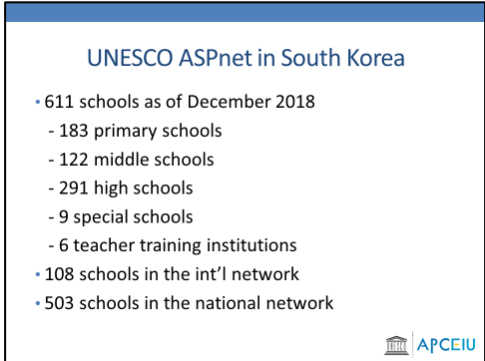 UNESCO ASPnet in South Korea
• 611 schools as of December 2018
- 183 primary schools
- 122 middle schools
- 291 high schools
- 9 special schools
- 6 teacher training institutions
• 108 schools in the int’l network
• 503 schools in the national network
UNESCO APCEIU